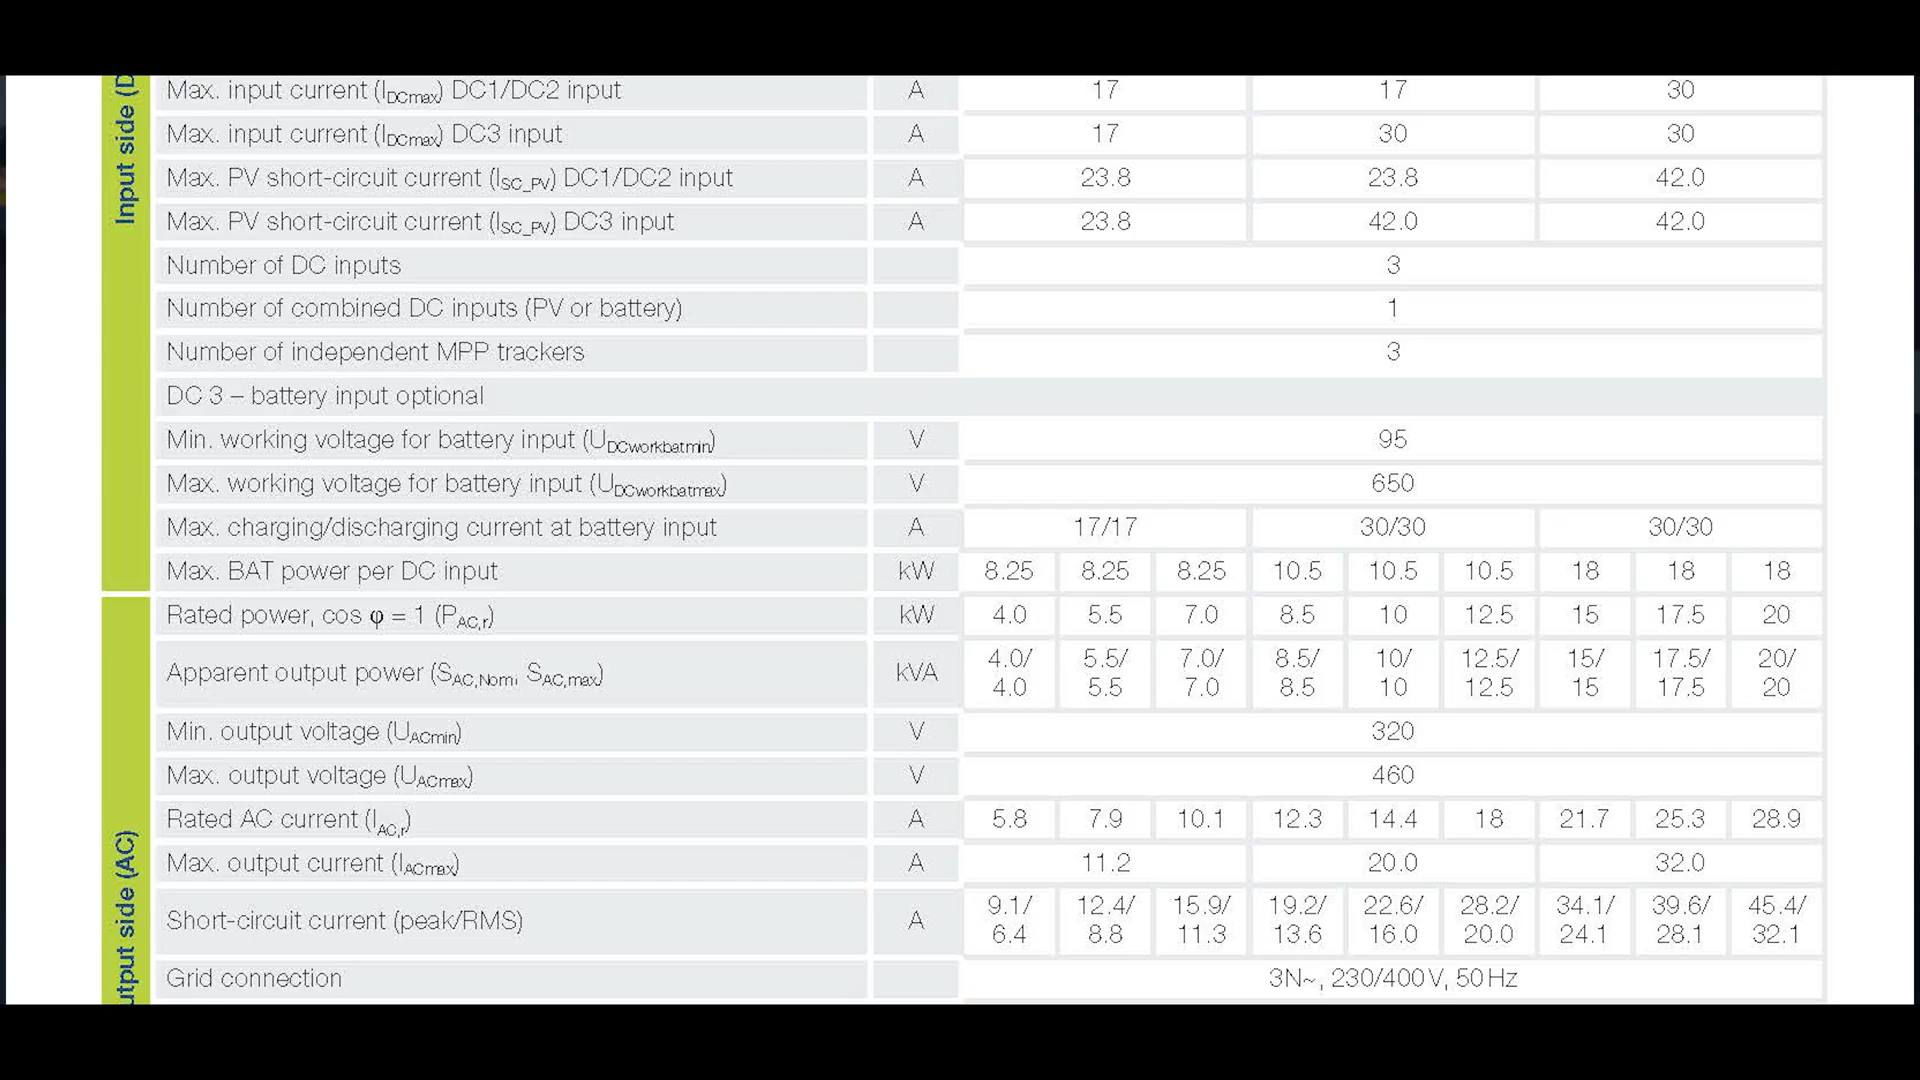 Input side (D
Max. input current (IDCmax) DC1/DC2 input A 17 17 30
Max. input current (IDCmax) DC3 input A 17 30 30
Max. PV short-circuit current (ISC_PV) DC1/DC2 input A 23.8 23.8 42.0
Max. PV short-circuit current (ISC_PV) DC3 input A 23.8 42.0 42.0
Number of DC inputs 3
Number of combined DC inputs (PV or battery) 1
Number of independent MPP trackers 3
DC 3 – battery input optional
Min. working voltage for battery input (UDCworkbatmin) V 95
Max. working voltage for battery input (UDCworkbatmax) V 650
Max. charging/discharging current at battery input A 17/17 30/30 30/30
Max. BAT power per DC input kW 8.25 8.25 8.25 10.5 10.5 10.5 18 18 18
utput side (AC)
Rated power, cos φ = 1 (PAC,r) kW 4.0 5.5 7.0 8.5 10 12.5 15 17.5 20
Apparent output power (SAC,Nom, SAC,max) kVA 4.0/ 5.5/ 7.0/ 8.5/ 10/ 12.5/ 15/ 17.5/ 20/
4.0 5.5 7.0 8.5 10 12.5 15 17.5 20
Min. output voltage (UACmin) V 320
Max. output voltage (UACmax) V 460
Rated AC current (IAC,r) A 5.8 7.9 10.1 12.3 14.4 18 21.7 25.3 28.9
Max. output current (IACmax) A 11.2 20.0 32.0
Short-circuit current (peak/RMS) A 9.1/ 12.4/ 15.9/ 19.2/ 22.6/ 28.2/ 34.1/ 39.6/ 45.4/
6.4 8.8 11.3 13.6 16.0 20.0 24.1 28.1 32.1
Grid connection 3N~, 230/400V, 50Hz